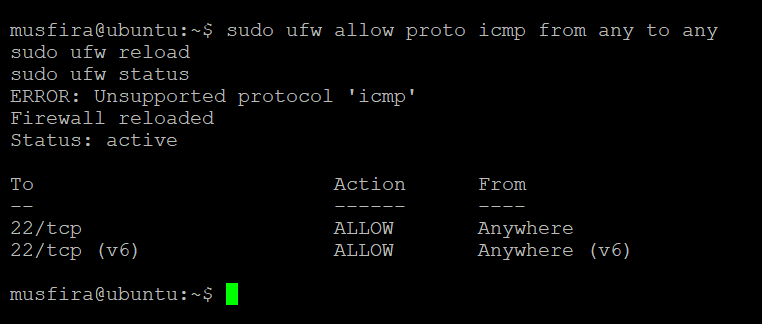 musfira@ubuntu:~$ sudo ufw allow proto icmp from any to any
sudo ufw reload
sudo ufw status
ERROR: Unsupported protocol 'icmp'
Firewall reloaded
Status: active
To                         Action      From
--                         ------      ----
22/tcp                     ALLOW       Anywhere
22/tcp (v6)                ALLOW       Anywhere (v6)
musfira@ubuntu:~$